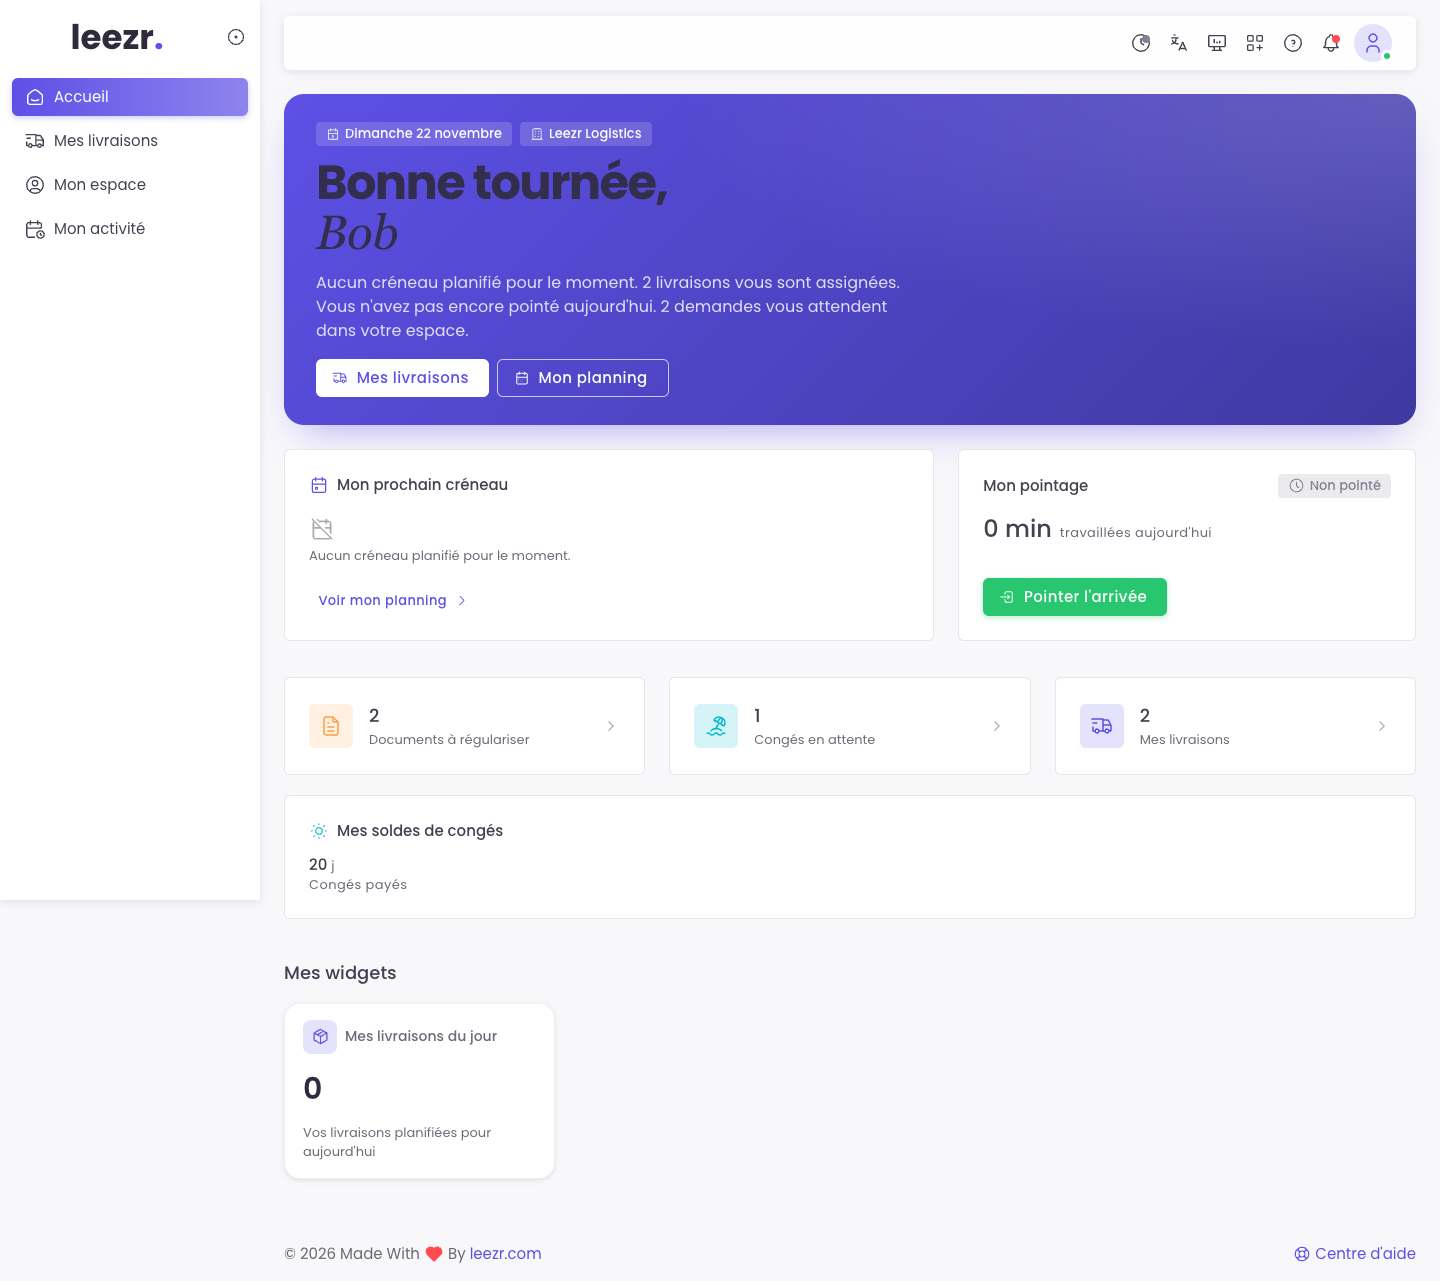 leezr.
Accueil
Mes livraisons
Mon espace
Mon activité
Dimanche 22 novembre
Leezr Logistics
Bonne tournée,
Bob
Aucun créneau planifié pour le moment. 2 livraisons vous sont assignées.
Vous n'avez pas encore pointé aujourd'hui. 2 demandes vous attendent
dans votre espace.
Mes livraisons
Mon planning
Mon prochain créneau
Aucun créneau planifié pour le moment.
Voir mon planning
Mon pointage
Non pointé
0 min travaillées aujourd'hui
Pointer l'arrivée
2
Documents à régulariser
1
Congés en attente
2
Mes livraisons
Mes soldes de congés
20 j
Congés payés
Mes widgets
Mes livraisons du jour
0
Vos livraisons planifiées pour
aujourd'hui
© 2026 Made With By leezr.com
Centre d'aide